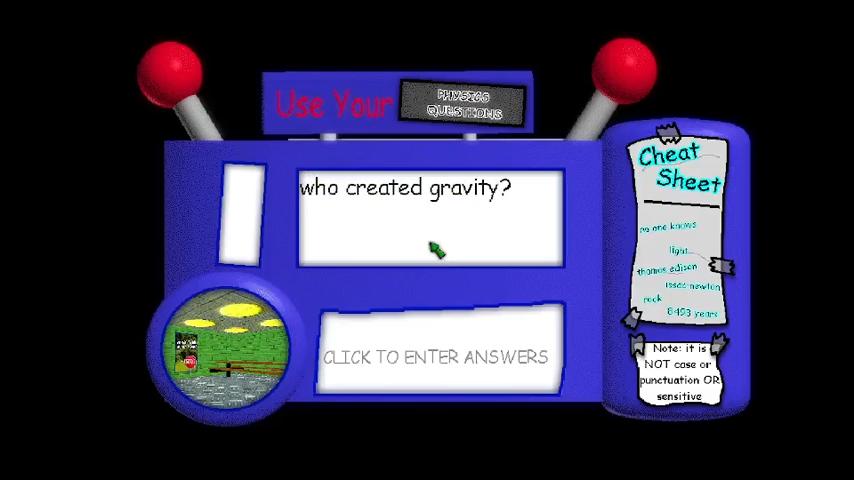 Use Your
PHYSICS
QUESTIONS
who created gravity?
CLICK TO ENTER ANSWERS
Cheat
Sheet
no one knows
light
thomas edison
issac newton
rock
8493 years
Note: it is
NOT case or
punctuation OR
sensitive